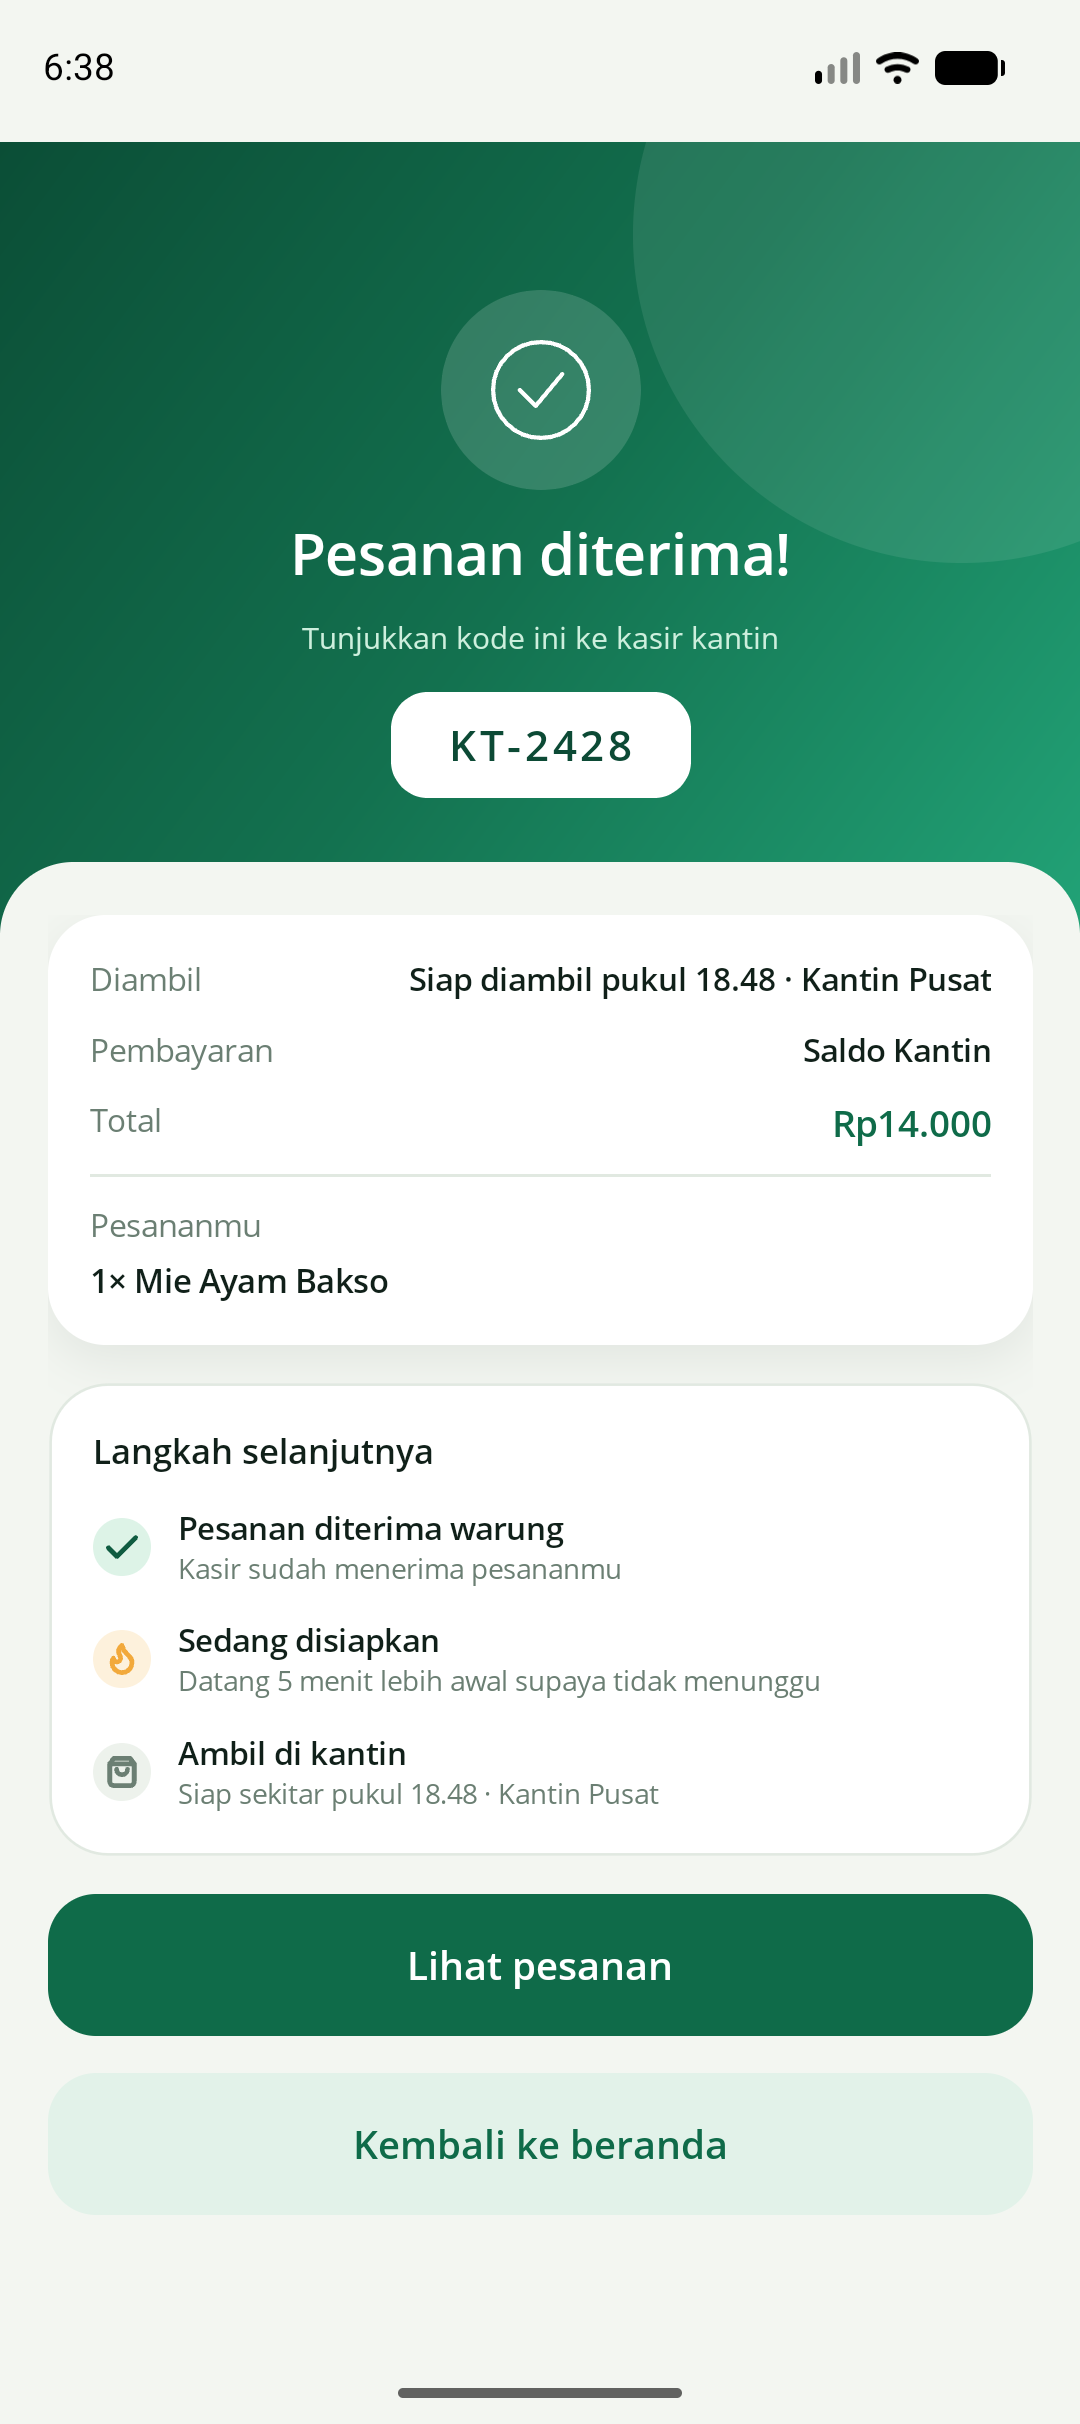 6:38
Pesanan diterima!
Tunjukkan kode ini ke kasir kantin
KT-2428
Diambil Siap diambil pukul 18.48 · Kantin Pusat
Pembayaran Saldo Kantin
Total Rp14.000
Pesananmu
1× Mie Ayam Bakso
Langkah selanjutnya
Pesanan diterima warung
Kasir sudah menerima pesananmu
Sedang disiapkan
Datang 5 menit lebih awal supaya tidak menunggu
Ambil di kantin
Siap sekitar pukul 18.48 · Kantin Pusat
Lihat pesanan
Kembali ke beranda